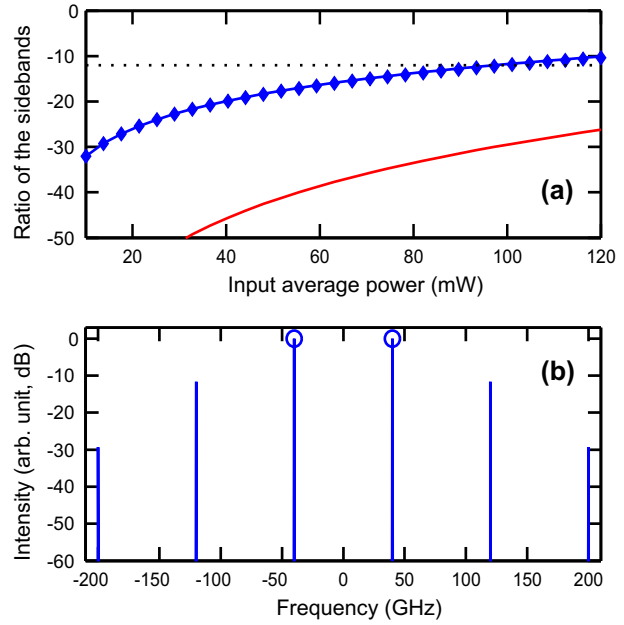 0
-10
-20
-30
-40
-50
20 40 60 80 100 120
Ratio of the sidebands
(a)
Input average power (mW)
0
-10
-20
-30
-40
-50
-60
-200 -150 -100 -50 0 50 100 150 200
Intensity (arb. unit, dB)
(b)
Frequency (GHz)